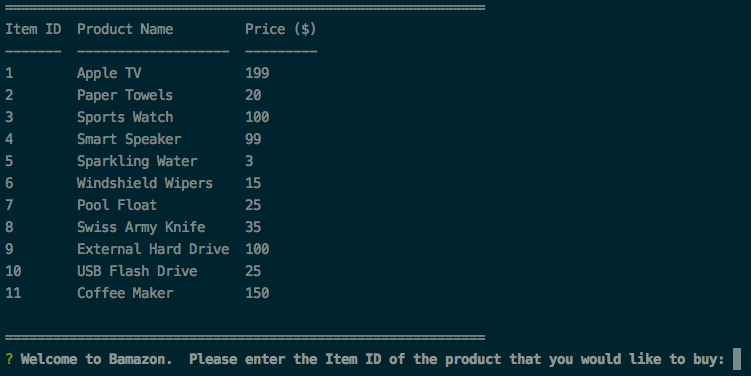 ============================================================
Item ID  Product Name         Price ($)
-------  -------------------  ---------
1        Apple TV             199
2        Paper Towels         20
3        Sports Watch         100
4        Smart Speaker        99
5        Sparkling Water      3
6        Windshield Wipers    15
7        Pool Float           25
8        Swiss Army Knife     35
9        External Hard Drive  100
10       USB Flash Drive      25
11       Coffee Maker         150
============================================================
? Welcome to Bamazon.  Please enter the Item ID of the product that you would like to buy: